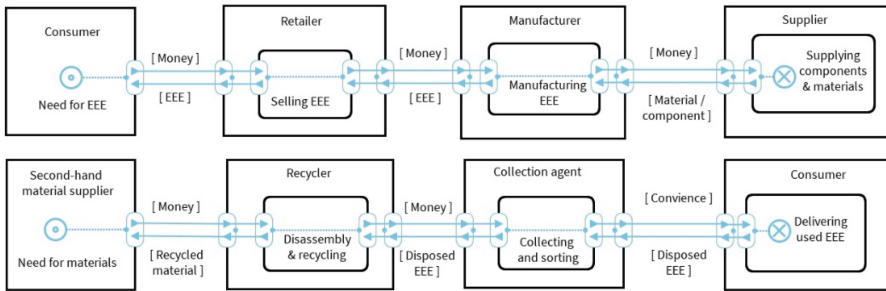 Consumer
Retailer
Manufacturer
Supplier
[ Money ]
[ Money ]
[ Money ]
Supplying
components
& materials
Need for EEE
[ EEE ]
Selling EEE
[ EEE ]
Manufacturing
EEE
[ Material /
component ]
Second-hand
material supplier
Recycler
Collection agent
Consumer
[ Money ]
[ Money ]
[ Convience ]
Need for materials
[ Recycled
material ]
Disassembly
& recycling
[ Disposed
EEE ]
Collecting
and sorting
[ Disposed
EEE ]
Delivering
used EEE